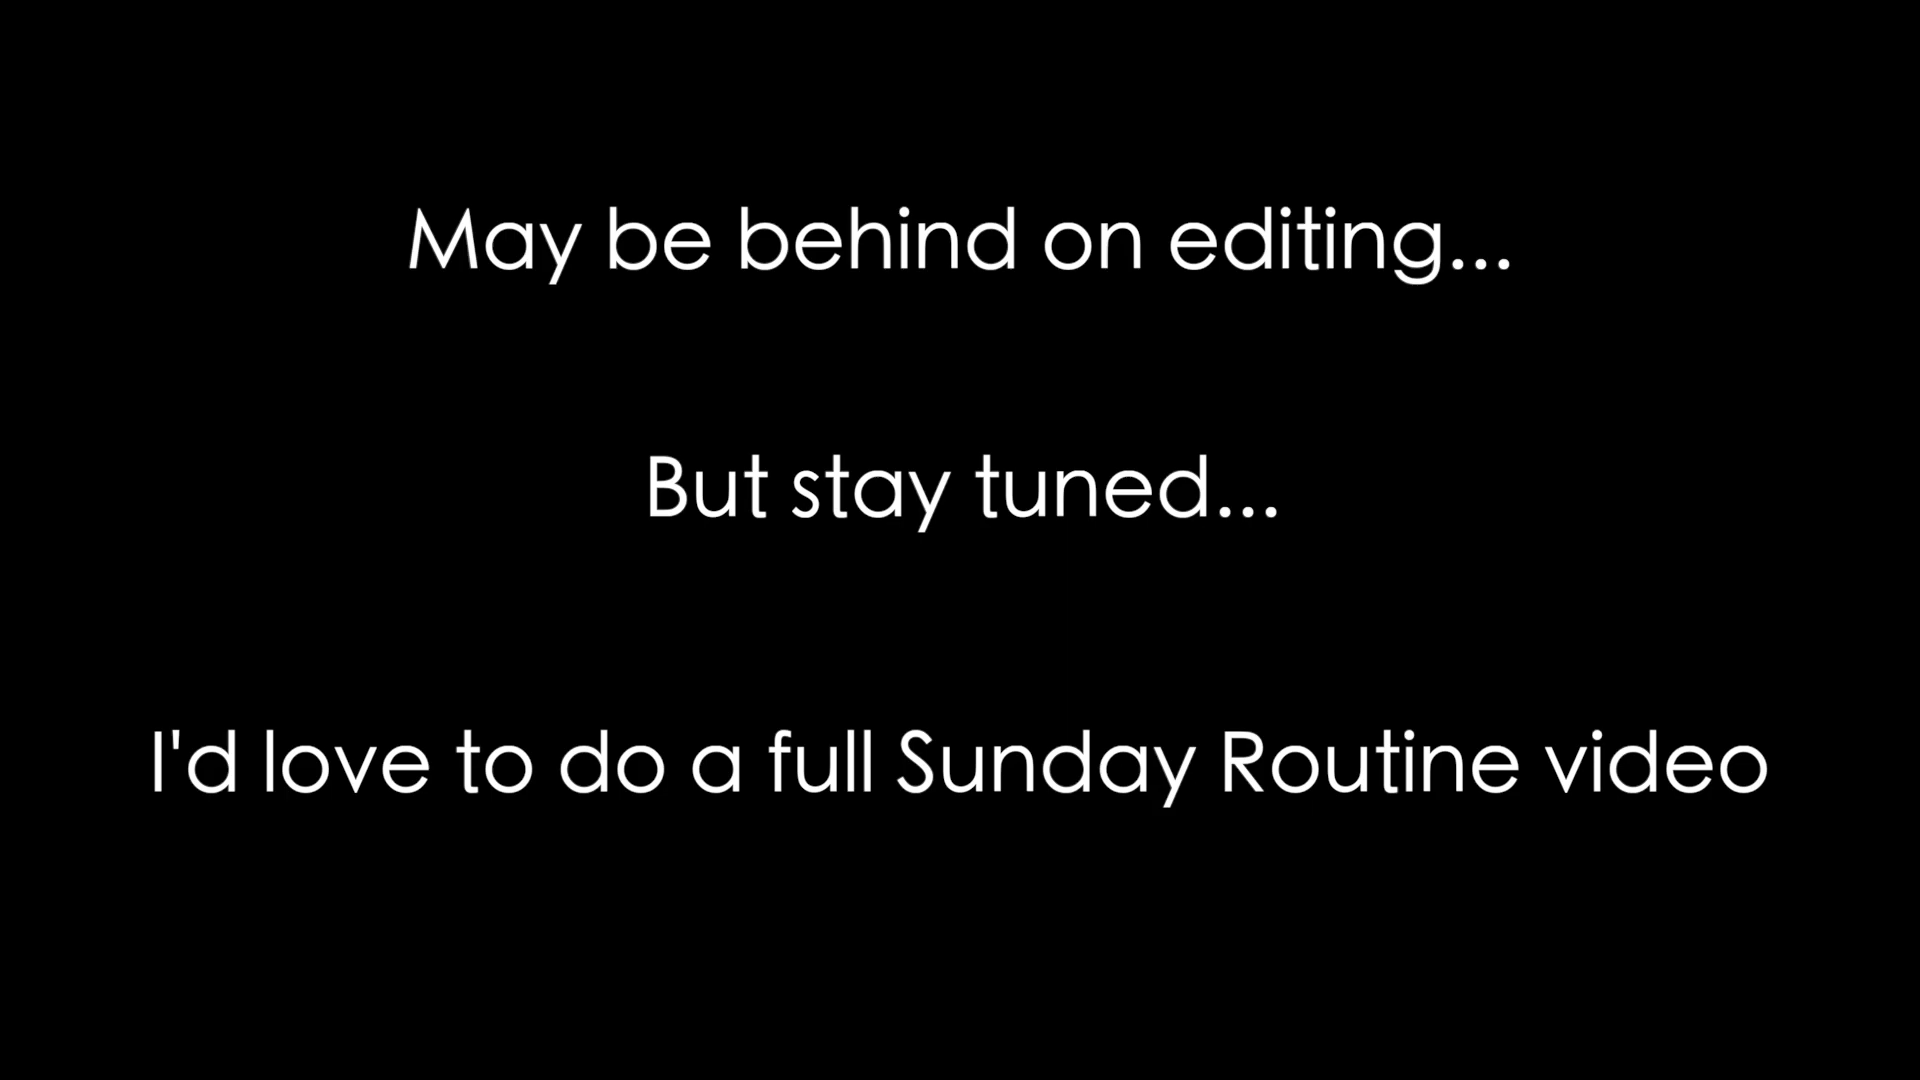 May be behind on editing...
But stay tuned...
I'd love to do a full Sunday Routine video